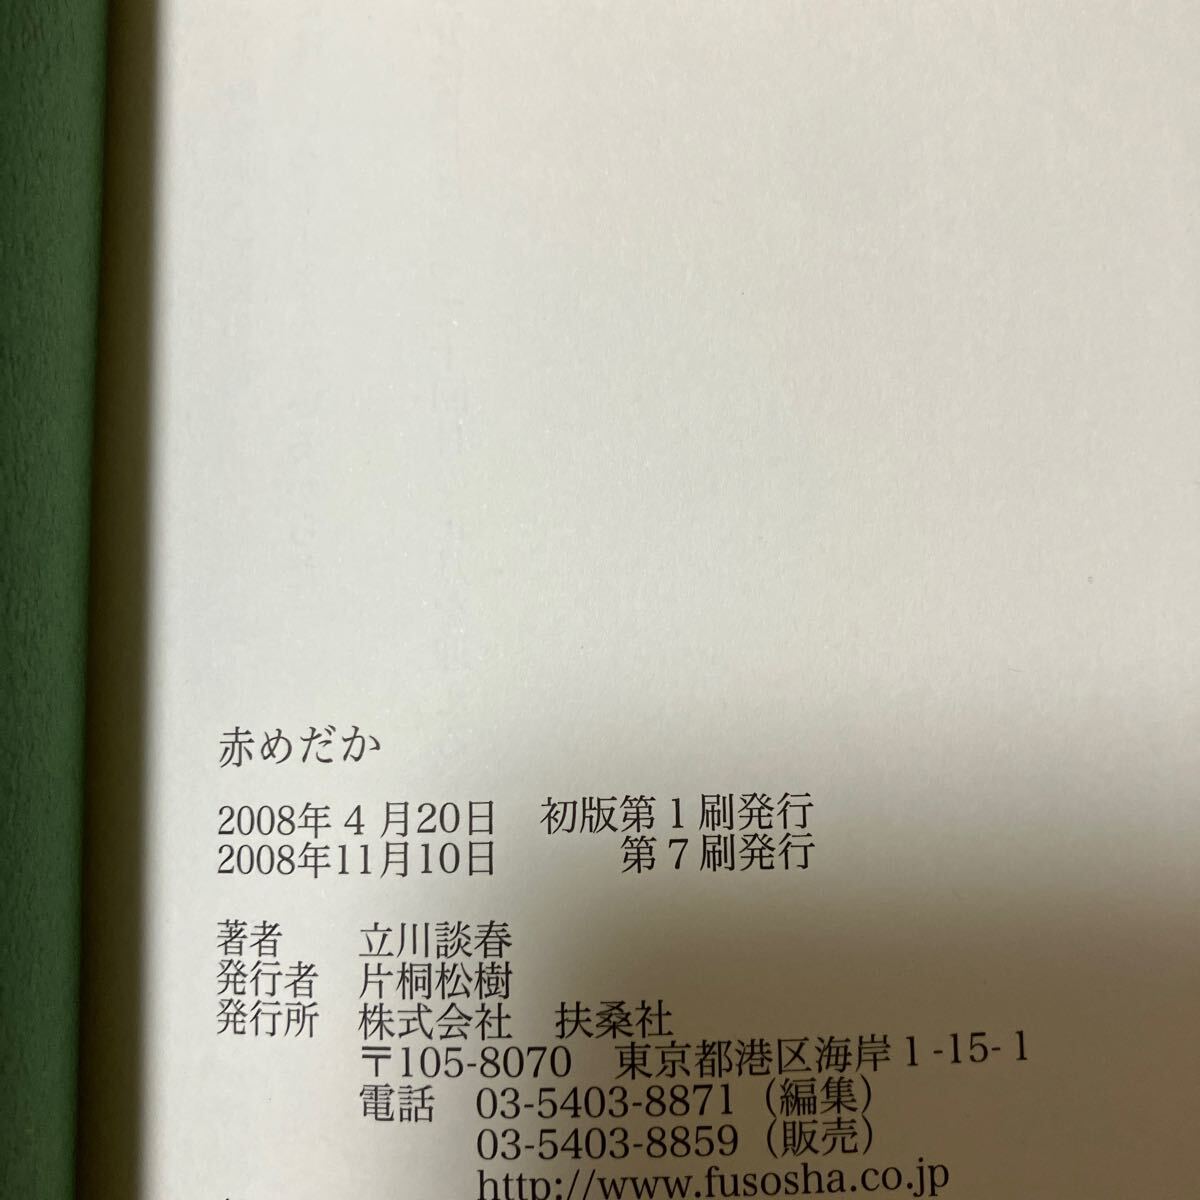 赤めだか
2008年4月20日　初版第1刷発行
2008年11月10日　第7刷発行
著者　立川談春
発行者　片桐松樹
発行所　株式会社　扶桑社
〒105-8070　東京都港区海岸1-15-1
電話　03-5403-8871（編集）
03-5403-8859（販売）
http://www.fusosha.co.jp